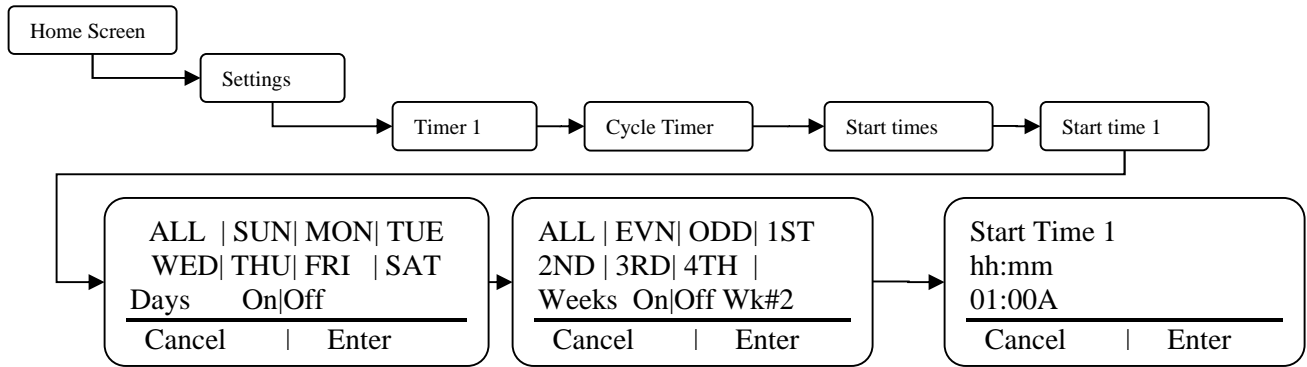 Home Screen
Settings
Timer 1
Cycle Timer
Start times
Start time 1
ALL | SUN| MON| TUE
WED| THU| FRI | SAT
Days On|Off
Cancel | Enter
ALL | EVN| ODD| 1ST
2ND | 3RD| 4TH |
Weeks On|Off Wk#2
Cancel | Enter
Start Time 1
hh:mm
01:00A
Cancel | Enter